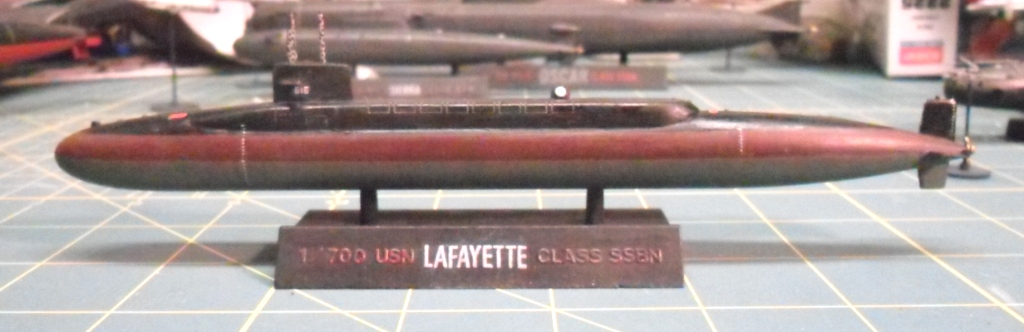 1/700 USN LAFAYETTE CLASS SSBN
OSCAR